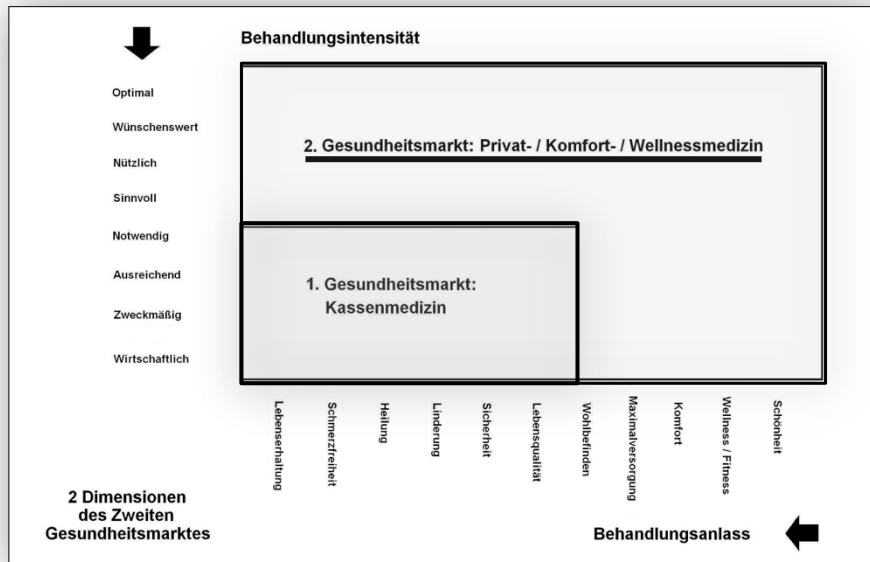 Behandlungsintensität
Optimal
Wünschenswert
Nützlich
Sinnvoll
Notwendig
Ausreichend
Zweckmäßig
Wirtschaftlich
2. Gesundheitsmarkt: Privat- / Komfort- / Wellnessmedizin
1. Gesundheitsmarkt:
Kassenmedizin
Lebenserhaltung
Schmerzfreiheit
Heilung
Linderung
Sicherheit
Lebensqualität
Wohlbefinden
Maximalversorgung
Komfort
Wellness / Fitness
Schönheit
2 Dimensionen
des Zweiten
Gesundheitsmarktes
Behandlungsanlass